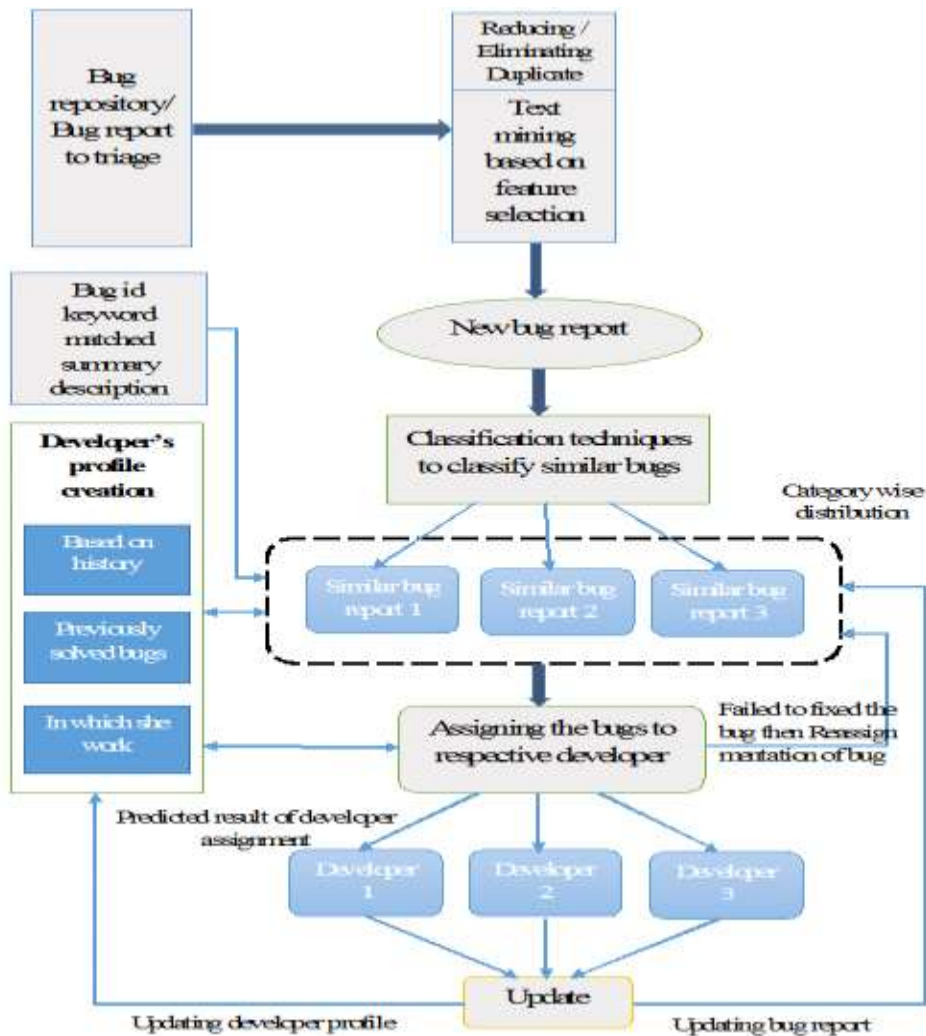 Bug
repository/
Bug report
to triage
Reducing /
Eliminating
Duplicate
Text
mining
based on
feature
selection
Bug id
keyword
matched
summary
description
New bug report
Classification techniques
to classify similar bugs
Developer's
profile
creation
Based on
history
Previously
solved bugs
In which she
work
Category wise
distribution
Similar bug
report 1
Similar bug
report 2
Similar bug
report 3
Assigning the bugs to
respective developer
Failed to fixed the
bug then Reassign
mentation of bug
Predicted result of developer
assignment
Developer
1
Developer
2
Developer
3
Update
Updating developer profile
Updating bug report